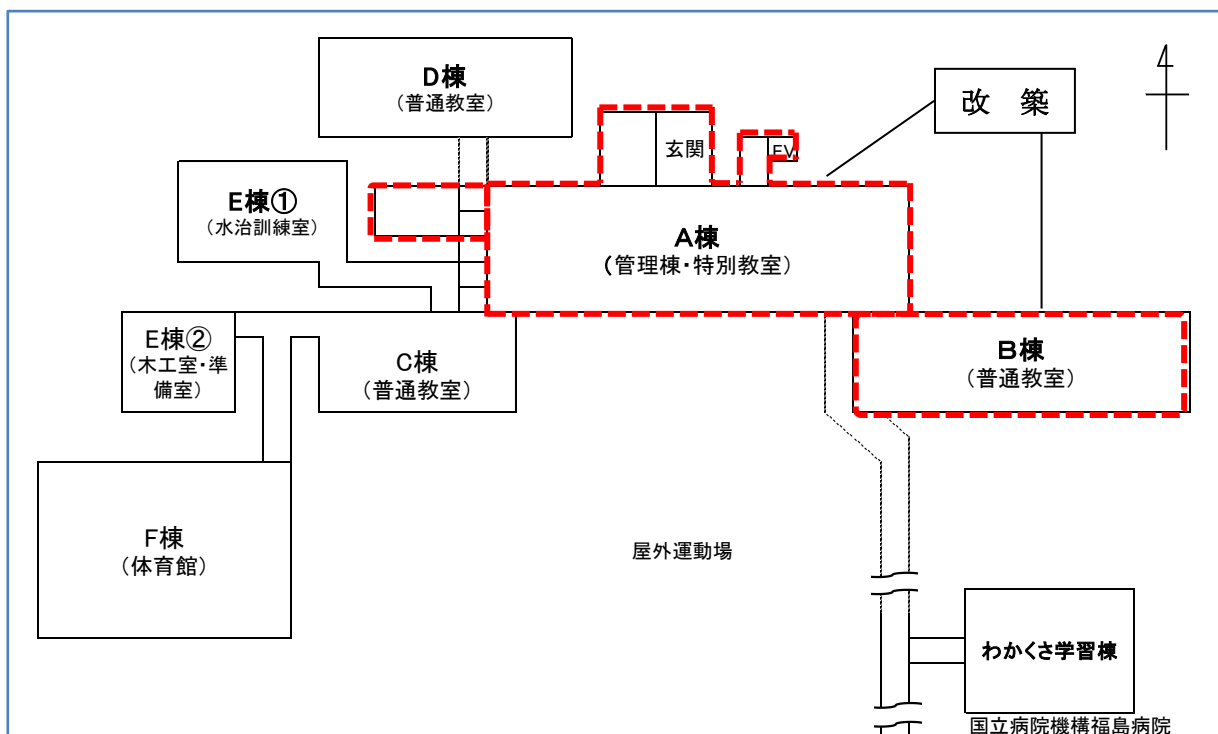 D棟
（普通教室）
改　築
玄関
EV
E棟①
（水治訓練室）
A棟
（管理棟・特別教室）
E棟②
（木工室・準
備室）
C棟
（普通教室）
B棟
（普通教室）
F棟
（体育館）
屋外運動場
わかくさ学習棟
国立病院機構福島病院